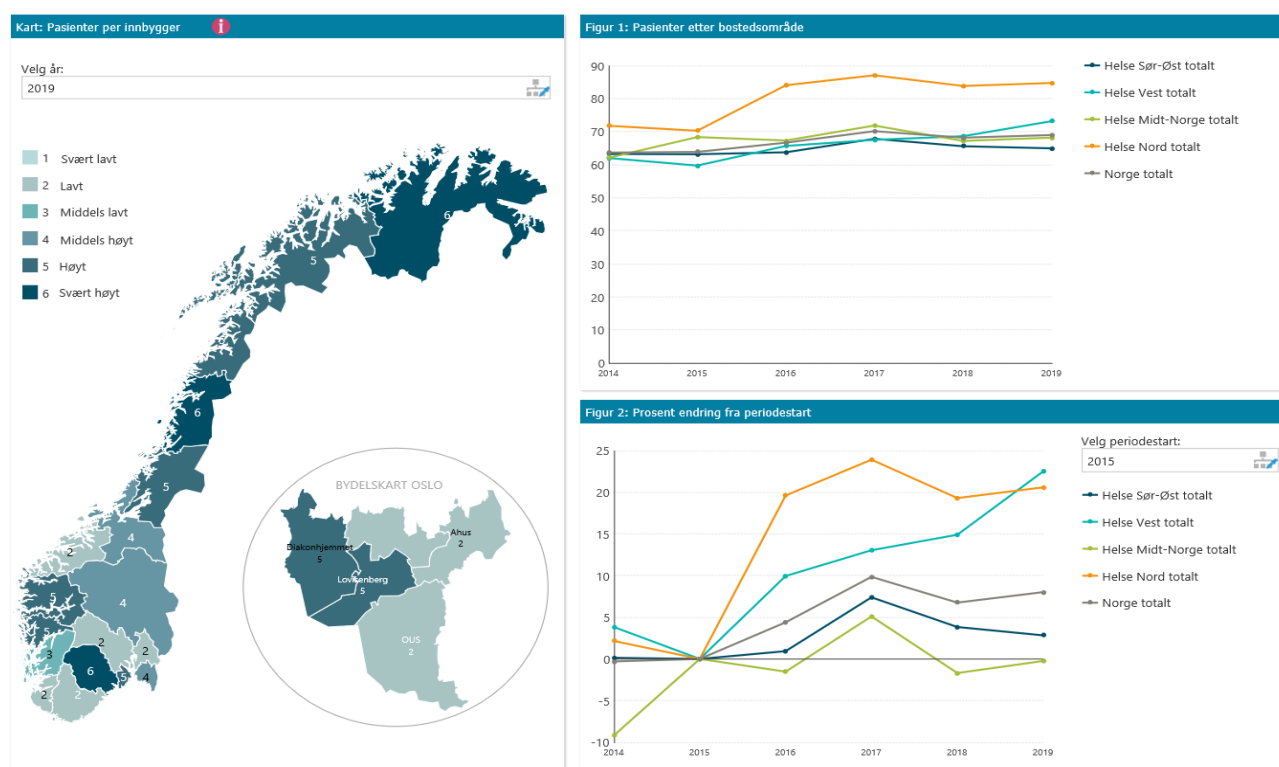 Kart: Pasienter per innbygger
i
Velg år:
2019
1 Svært lavt
2 Lavt
3 Middels lavt
4 Middels høyt
5 Høyt
6 Svært høyt
6
5
6
5
4
2
4
5
5
3
2
2
6
5
4
2
2
BYDELSKART OSLO
Ahus
2
Diakonhjemmet
5
Lovisenberg
5
OUS
2
Figur 1: Pasienter etter bostedsområde
90
80
70
60
50
40
30
20
10
0
2014 2015 2016 2017 2018 2019
Helse Sør-Øst totalt
Helse Vest totalt
Helse Midt-Norge totalt
Helse Nord totalt
Norge totalt
Figur 2: Prosent endring fra periodestart
Velg periodestart:
2015
25
20
15
10
5
0
-5
-10
2014 2015 2016 2017 2018 2019
Helse Sør-Øst totalt
Helse Vest totalt
Helse Midt-Norge totalt
Helse Nord totalt
Norge totalt